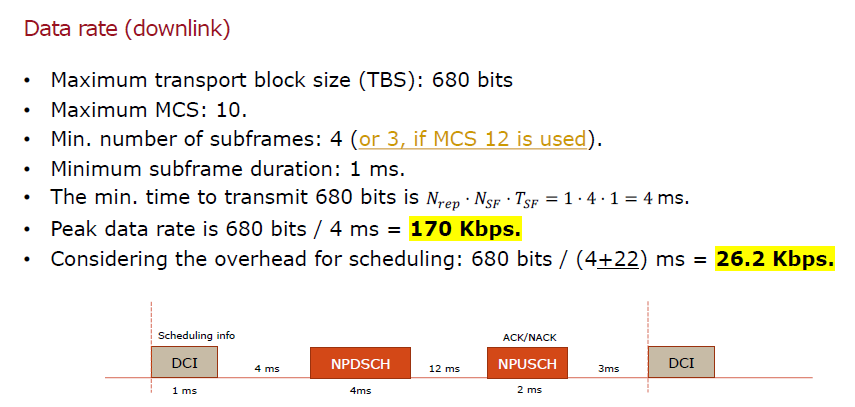 Data rate (downlink)
• Maximum transport block size (TBS): 680 bits
• Maximum MCS: 10.
• Min. number of subframes: 4 (or 3, if MCS 12 is used).
• Minimum subframe duration: 1 ms.
• The min. time to transmit 680 bits is N_rep · N_SF · T_SF = 1 · 4 · 1 = 4 ms.
• Peak data rate is 680 bits / 4 ms = 170 Kbps.
• Considering the overhead for scheduling: 680 bits / (4+22) ms = 26.2 Kbps.
Scheduling info ACK/NACK
DCI 4 ms NPDSCH 12 ms NPUSCH 3ms DCI
1 ms 4ms 2 ms